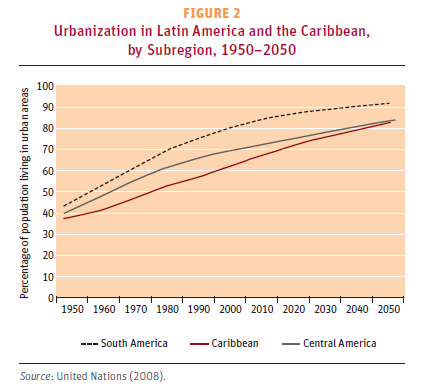 FIGURE 2
Urbanization in Latin America and the Caribbean,
by Subregion, 1950–2050
Percentage of population living in urban areas
100
90
80
70
60
50
40
30
20
10
0
1950 1960 1970 1980 1990 2000 2010 2020 2030 2040 2050
South America Caribbean Central America
Source: United Nations (2008).